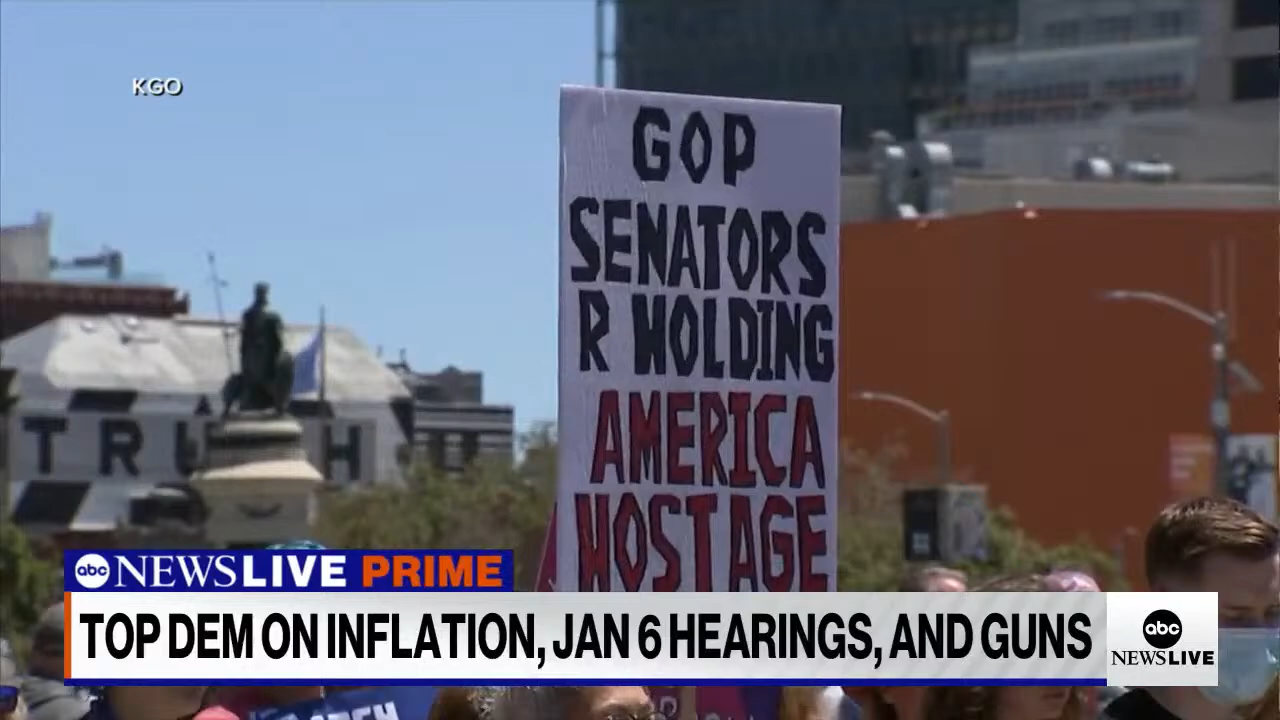 KGO
GOP
SENATORS
R HOLDING
AMERICA
HOSTAGE
TRUTH
abc NEWS LIVE PRIME
TOP DEM ON INFLATION, JAN 6 HEARINGS, AND GUNS
abc
NEWS LIVE